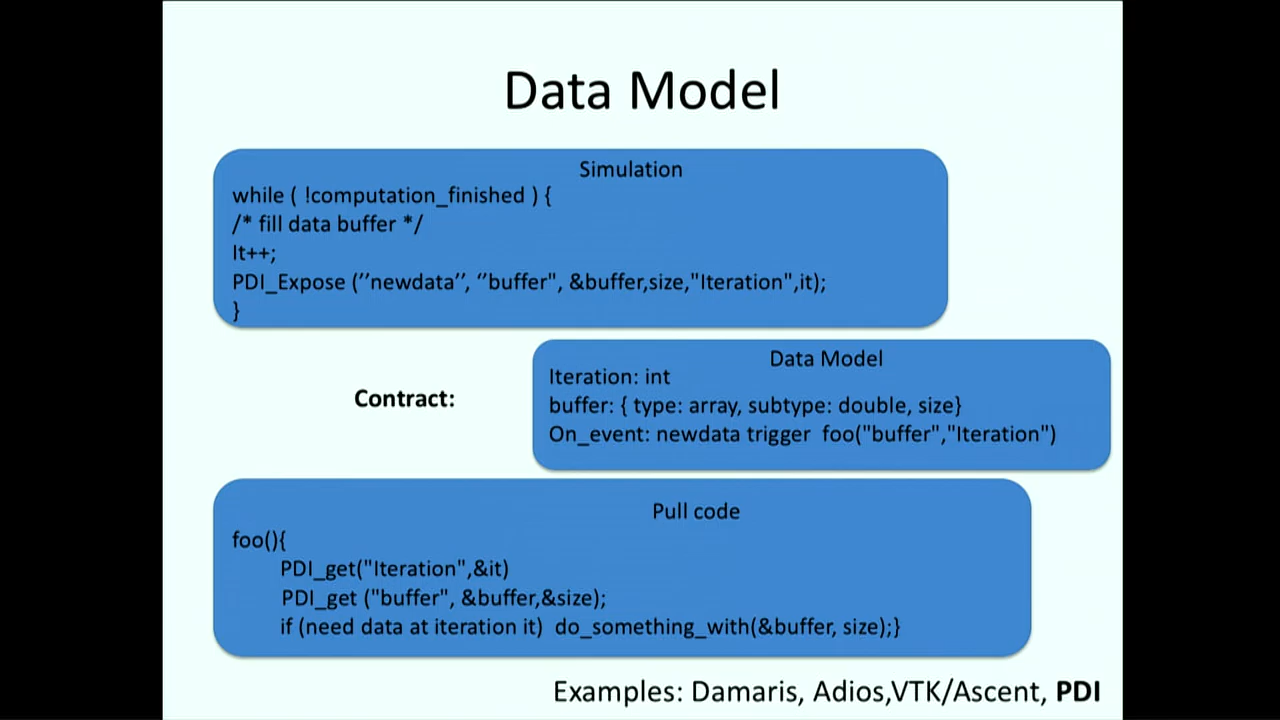 Data Model
Simulation
while ( !computation_finished ) {
/* fill data buffer */
It++;
PDI_Expose (’’newdata’’, ‘’buffer", &buffer,size,"Iteration",it);
}
Data Model
Iteration: int
Contract:
buffer: { type: array, subtype: double, size}
On_event: newdata trigger foo("buffer","Iteration")
Pull code
foo(){
PDI_get("Iteration",&it)
PDI_get ("buffer", &buffer,&size);
if (need data at iteration it) do_something_with(&buffer, size);}
Examples: Damaris, Adios,VTK/Ascent, PDI